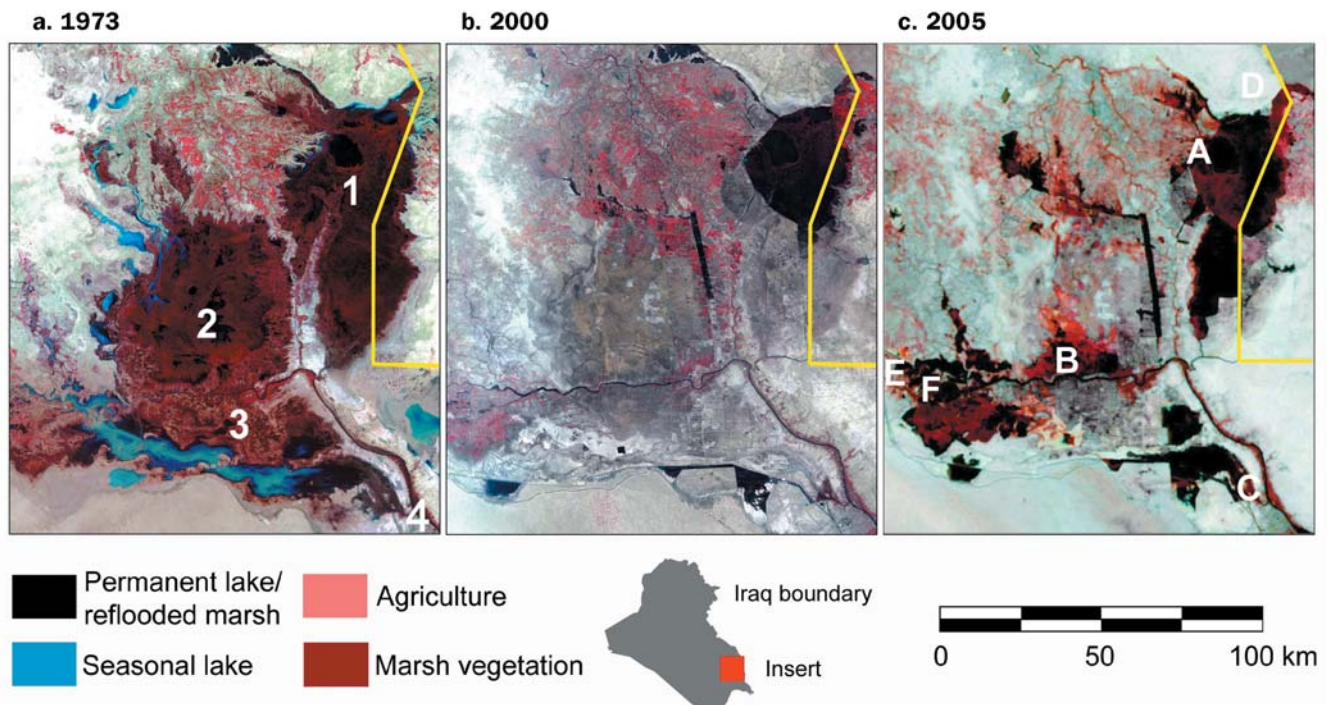 a. 1973
b. 2000
c. 2005
1
2
3
4
A
B
C
D
E
F
Permanent lake/
reflooded marsh
Seasonal lake
Agriculture
Marsh vegetation
Iraq boundary
Insert
0 50 100 km